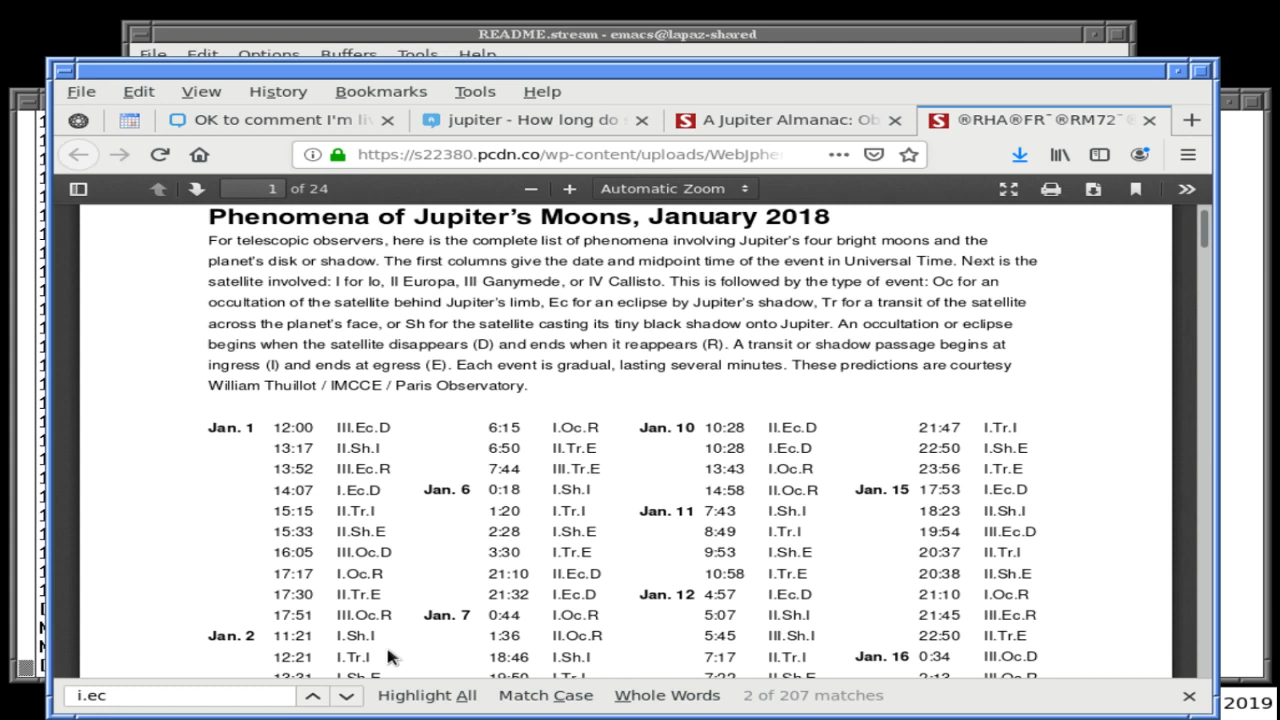 README.stream - emacs@lapaz-shared
File Edit Options Buffers Tools Help
File Edit View History Bookmarks Tools Help
OK to comment I'm li
jupiter - How long do
A Jupiter Almanac: Ob
®RHA®FR¯®RM72¯®
https://s22380.pcdn.co/wp-content/uploads/WebJphe
1 of 24
Automatic Zoom
Phenomena of Jupiter's Moons, January 2018
For telescopic observers, here is the complete list of phenomena involving Jupiter's four bright moons and the
planet's disk or shadow. The first columns give the date and midpoint time of the event in Universal Time. Next is the
satellite involved: I for Io, II Europa, III Ganymede, or IV Callisto. This is followed by the type of event: Oc for an
occultation of the satellite behind Jupiter's limb, Ec for an eclipse by Jupiter's shadow, Tr for a transit of the satellite
across the planet's face, or Sh for the satellite casting its tiny black shadow onto Jupiter. An occultation or eclipse
begins when the satellite disappears (D) and ends when it reappears (R). A transit or shadow passage begins at
ingress (I) and ends at egress (E). Each event is gradual, lasting several minutes. These predictions are courtesy
William Thuillot / IMCCE / Paris Observatory.
Jan. 1 12:00 III.Ec.D 6:15 I.Oc.R Jan. 10 10:28 II.Ec.D 21:47 I.Tr.I
13:17 II.Sh.I 6:50 II.Tr.E 10:28 I.Ec.D 22:50 I.Sh.E
13:52 III.Ec.R 7:44 III.Tr.E 13:43 I.Oc.R 23:56 I.Tr.E
14:07 I.Ec.D Jan. 6 0:18 I.Sh.I 14:58 II.Oc.R Jan. 15 17:53 I.Ec.D
15:15 II.Tr.I 1:20 I.Tr.I Jan. 11 7:43 I.Sh.I 18:23 II.Sh.I
15:33 II.Sh.E 2:28 I.Sh.E 8:49 I.Tr.I 19:54 III.Ec.D
16:05 III.Oc.D 3:30 I.Tr.E 9:53 I.Sh.E 20:37 II.Tr.I
17:17 I.Oc.R 21:10 II.Ec.D 10:58 I.Tr.E 20:38 II.Sh.E
17:30 II.Tr.E 21:32 I.Ec.D Jan. 12 4:57 I.Ec.D 21:10 I.Oc.R
17:51 III.Oc.R Jan. 7 0:44 I.Oc.R 5:07 II.Sh.I 21:45 III.Ec.R
Jan. 2 11:21 I.Sh.I 1:36 II.Oc.R 5:45 III.Sh.I 22:50 II.Tr.E
12:21 I.Tr.I 18:46 I.Sh.I 7:17 II.Tr.I Jan. 16 0:34 III.Oc.D
i.ec Highlight All Match Case Whole Words 2 of 207 matches
2019